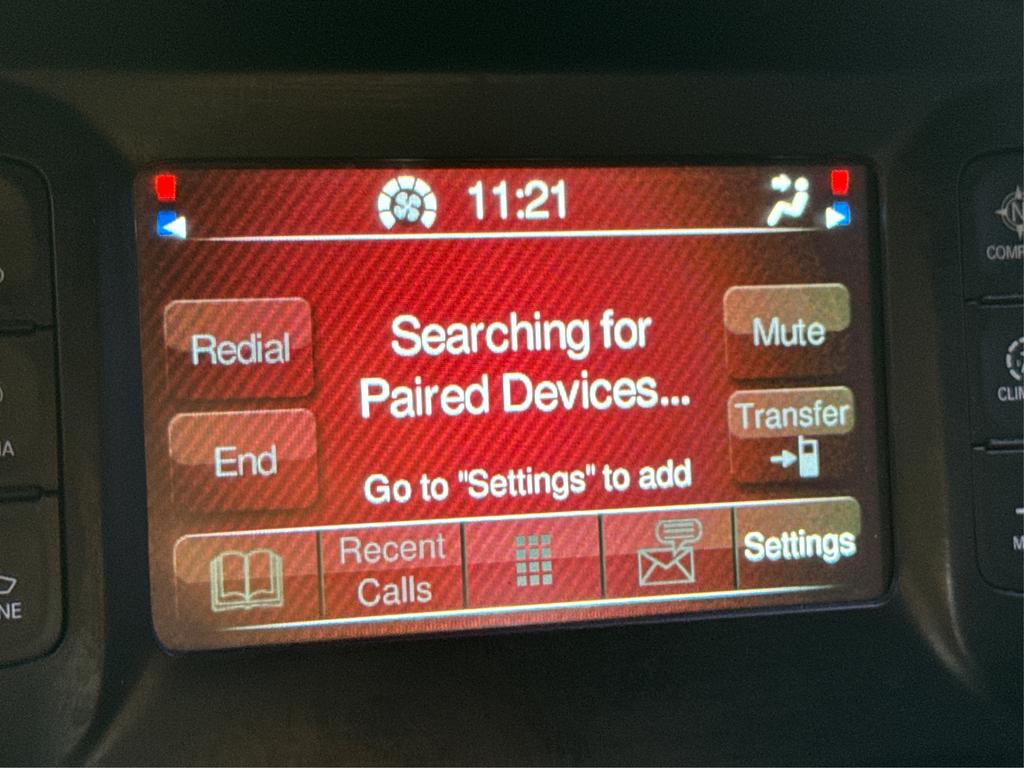 11:21
Redial
Searching for
Paired Devices...
Mute
Transfer
End
Go to "Settings" to add
Recent
Calls
Settings
N